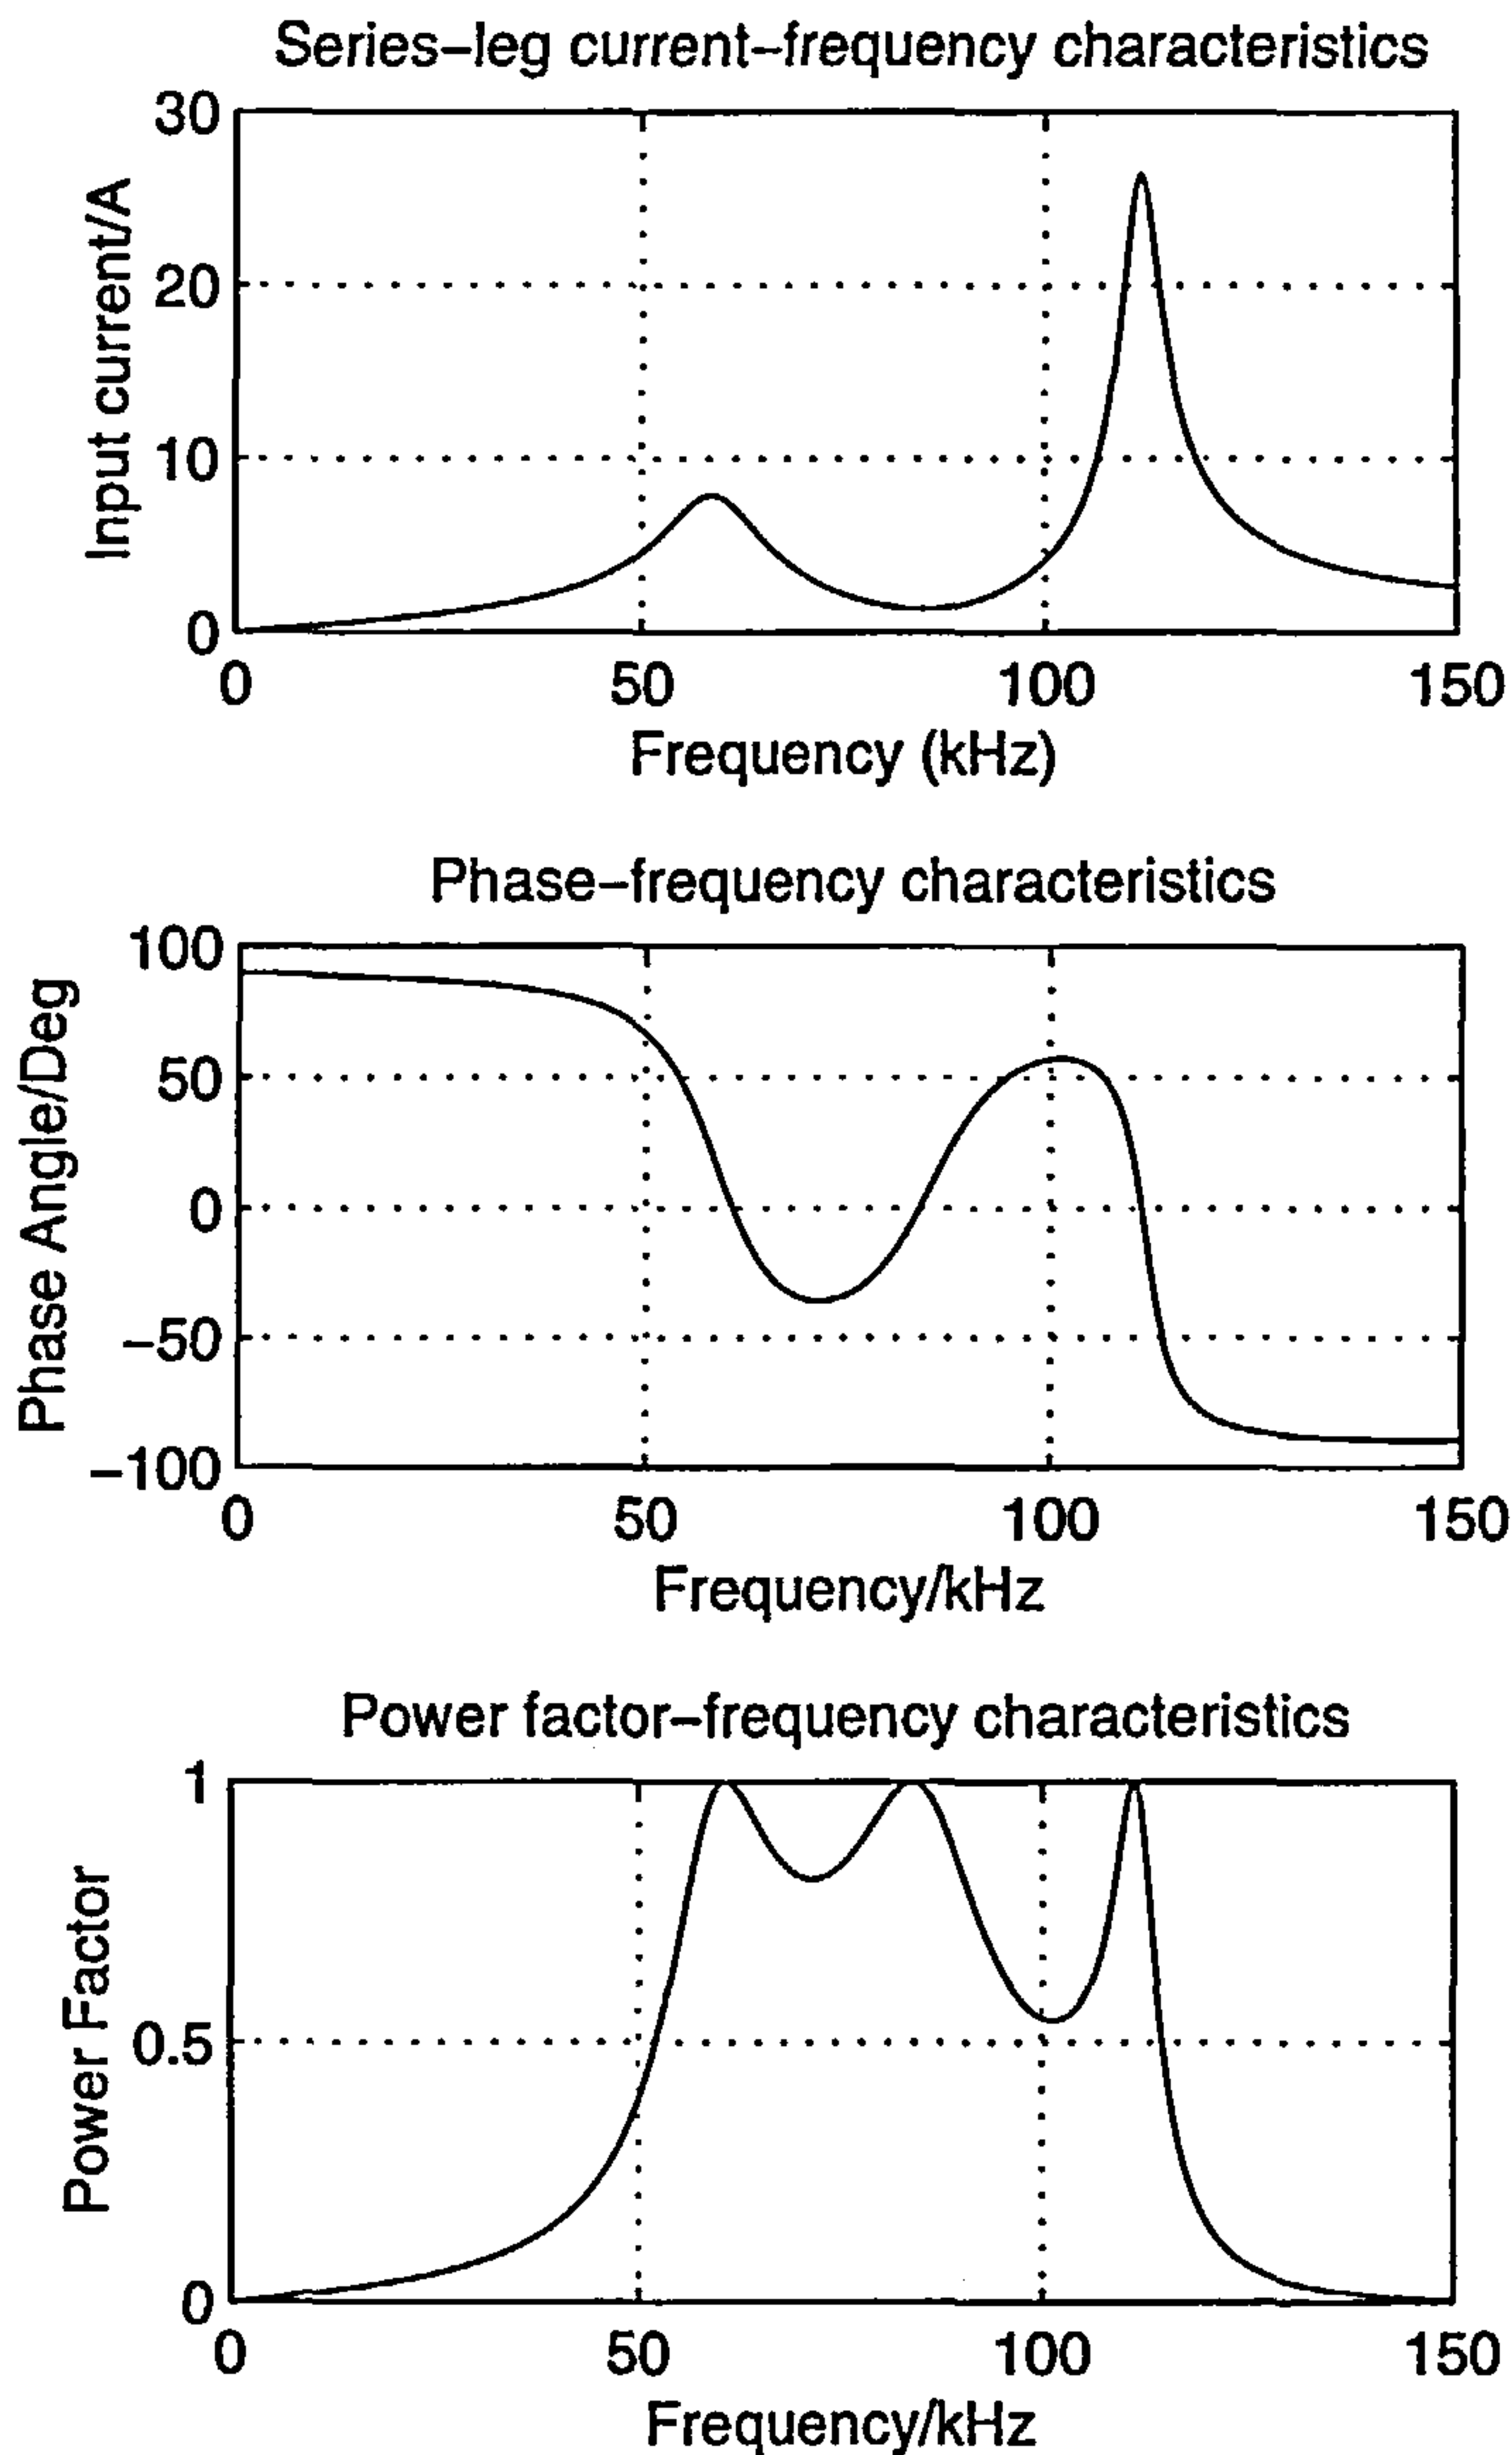 Series–leg current–frequency characteristics
Input current/A
30
20
10
0
0 50 100 150
Frequency (kHz)
Phase–frequency characteristics
Phase Angle/Deg
100
50
0
−50
−100
0 50 100 150
Frequency/kHz
Power factor–frequency characteristics
Power Factor
1
0.5
0
0 50 100 150
Frequency/kHz